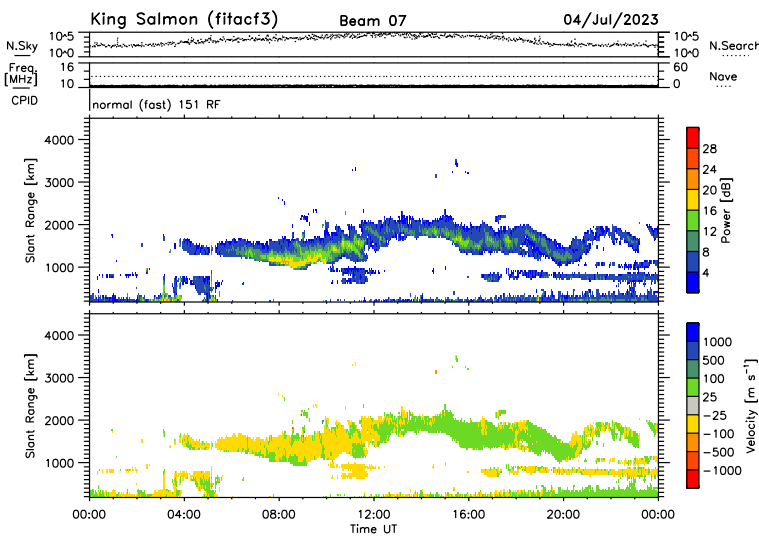 King Salmon (fitacf3) Beam 07 04/Jul/2023
N.Sky 10^5 10^0 10^5 10^0 N.Search
Freq. [MHz] 16 10 60 0 Nave
CPID normal (fast) 151 RF
Slant Range [km] 4000 3000 2000 1000
28 24 20 16 12 8 4 Power [dB]
Slant Range [km] 4000 3000 2000 1000
1000 500 100 25 −25 −100 −500 −1000 Velocity [m s⁻¹]
00:00 04:00 08:00 12:00 16:00 20:00 00:00
Time UT